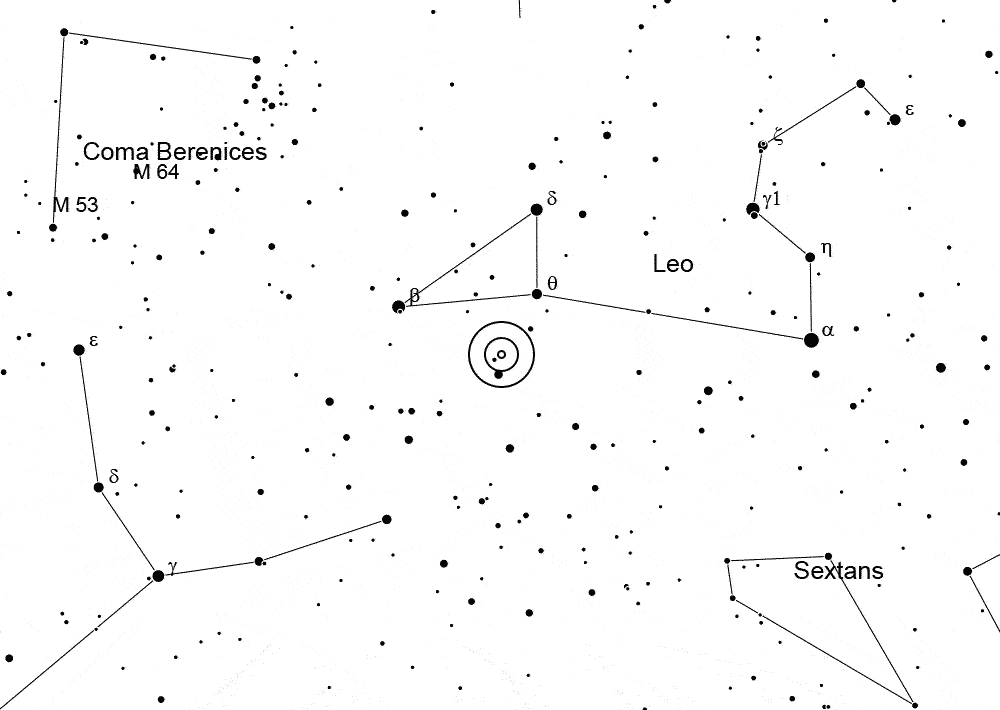 ε
ζ
Coma Berenices
M 64
γ1
δ
M 53
η
Leo
θ
β
α
ε
δ
γ
Sextans